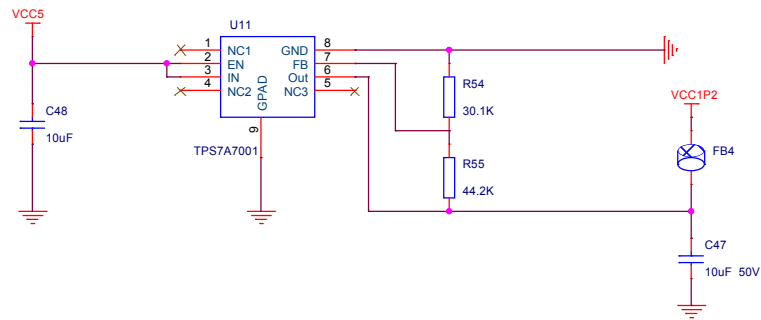 VCC5
U11
1 NC1 GND 8
2 EN FB 7
3 IN Out 6
4 NC2 NC3 5
GPAD
9
TPS7A7001
C48
10uF
R54
30.1K
R55
44.2K
VCC1P2
FB4
C47
10uF 50V